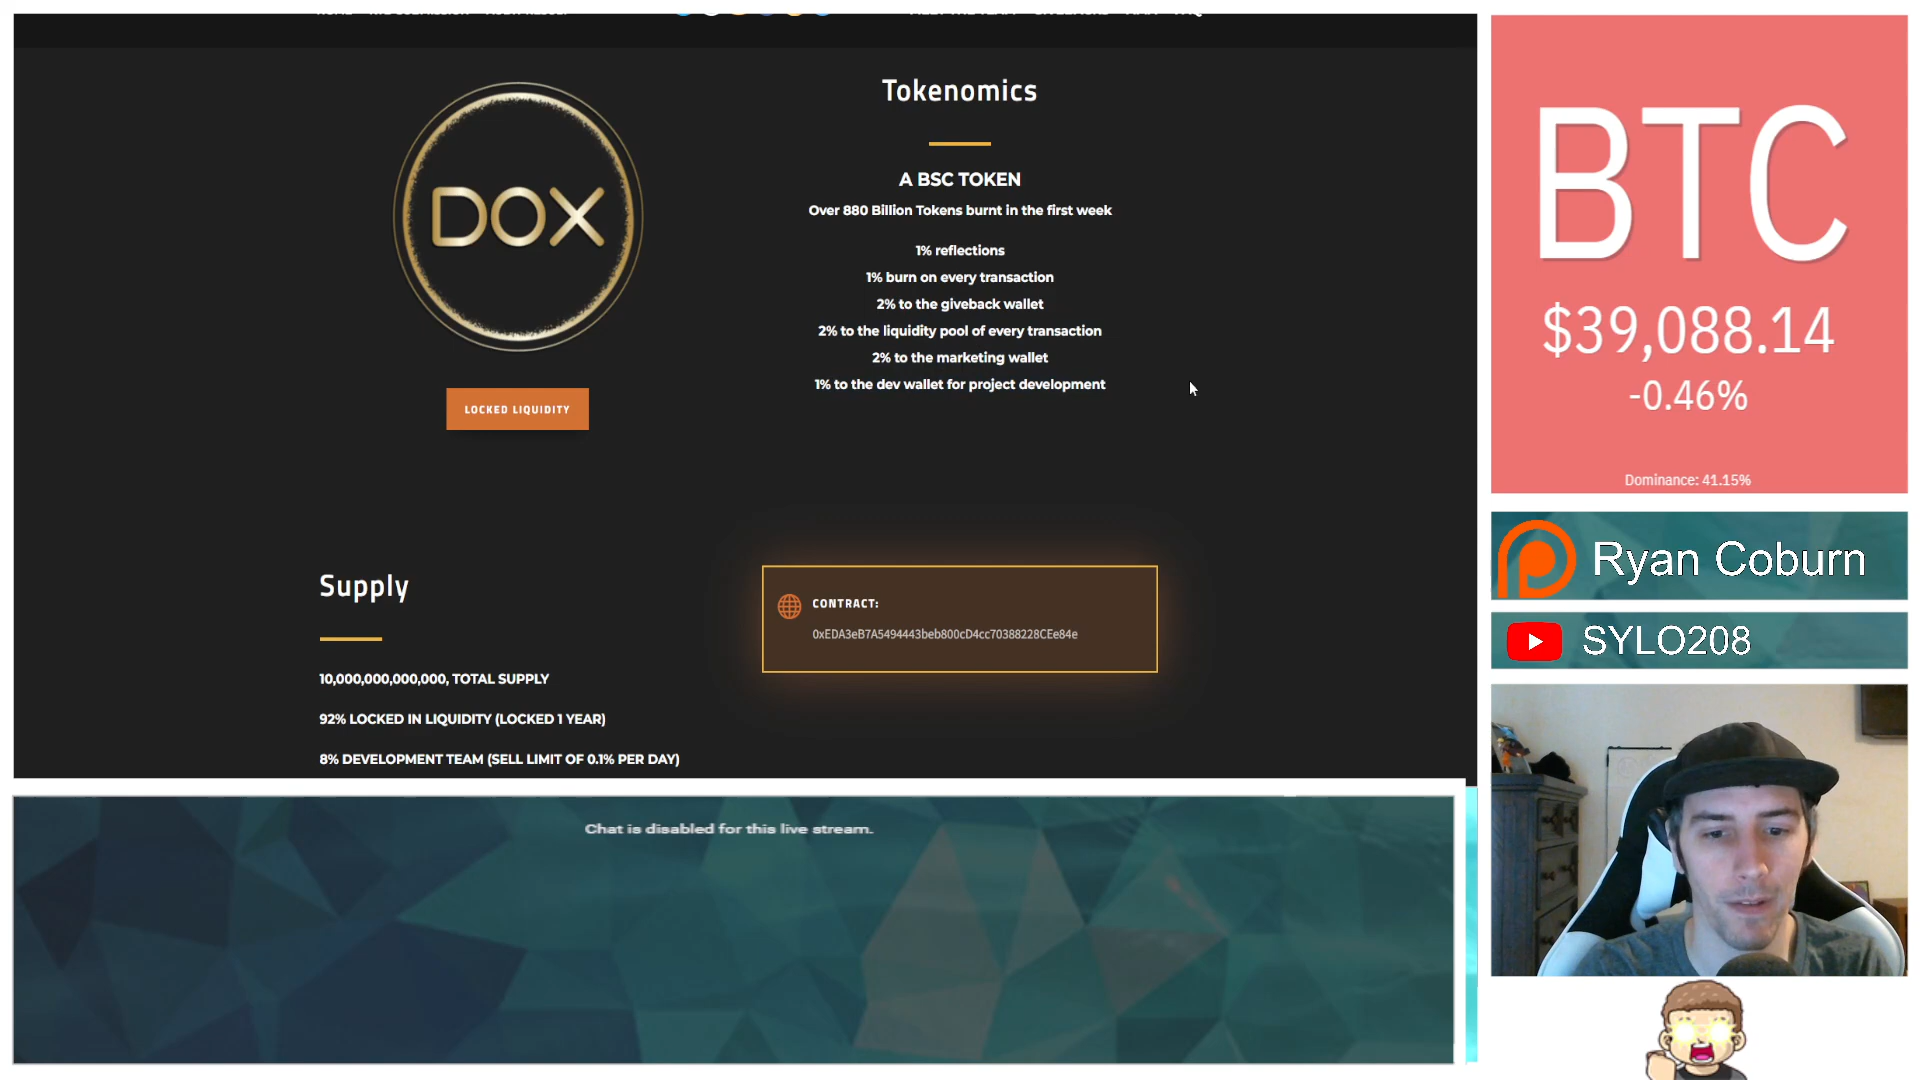 Tokenomics
DOX
A BSC TOKEN
Over 880 Billion Tokens burnt in the first week
1% reflections
1% burn on every transaction
2% to the giveback wallet
2% to the liquidity pool of every transaction
2% to the marketing wallet
1% to the dev wallet for project development
LOCKED LIQUIDITY
Supply
CONTRACT:
0xEDA3eB7A5494443beb800cD4cc70388228CEe84e
10,000,000,000,000, TOTAL SUPPLY
92% LOCKED IN LIQUIDITY (LOCKED 1 YEAR)
8% DEVELOPMENT TEAM (SELL LIMIT OF 0.1% PER DAY)
Chat is disabled for this live stream.
BTC
$39,088.14
-0.46%
Dominance: 41.15%
Ryan Coburn
SYLO208